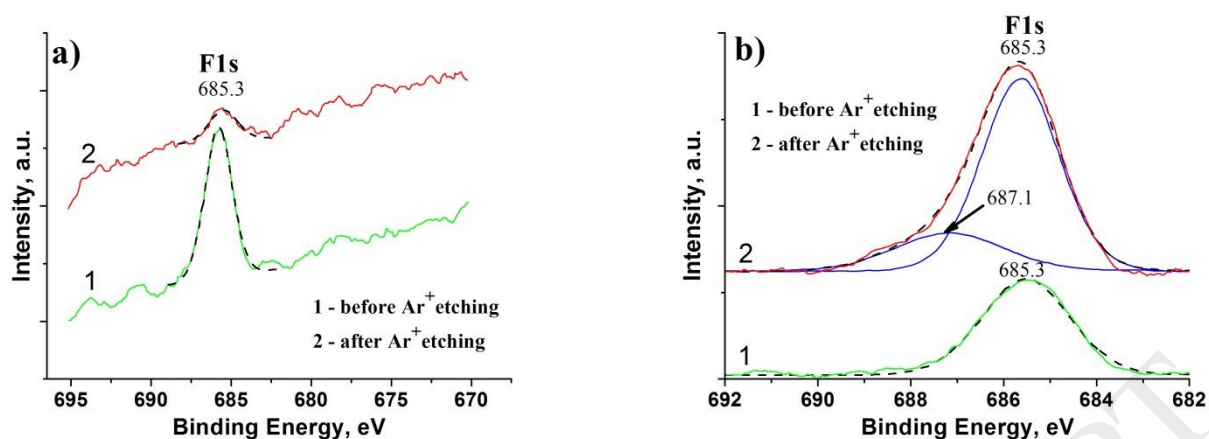 a)
F1s
685.3
2
1
1 - before Ar+ etching
2 - after Ar+ etching
Intensity, a.u.
695 690 685 680 675 670
Binding Energy, eV
b)
F1s
685.3
1 - before Ar+ etching
2 - after Ar+ etching
687.1
2
685.3
1
Intensity, a.u.
692 690 688 686 684 682
Binding Energy, eV